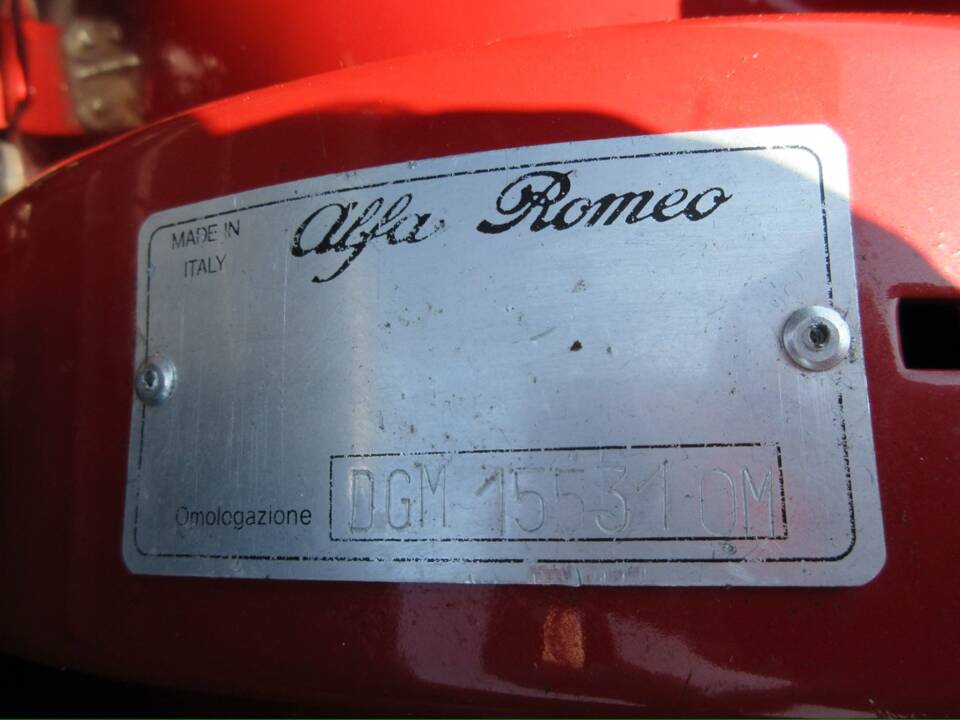 MADE IN
ITALY
Alfa Romeo
Omologazione DGM 15531 OM